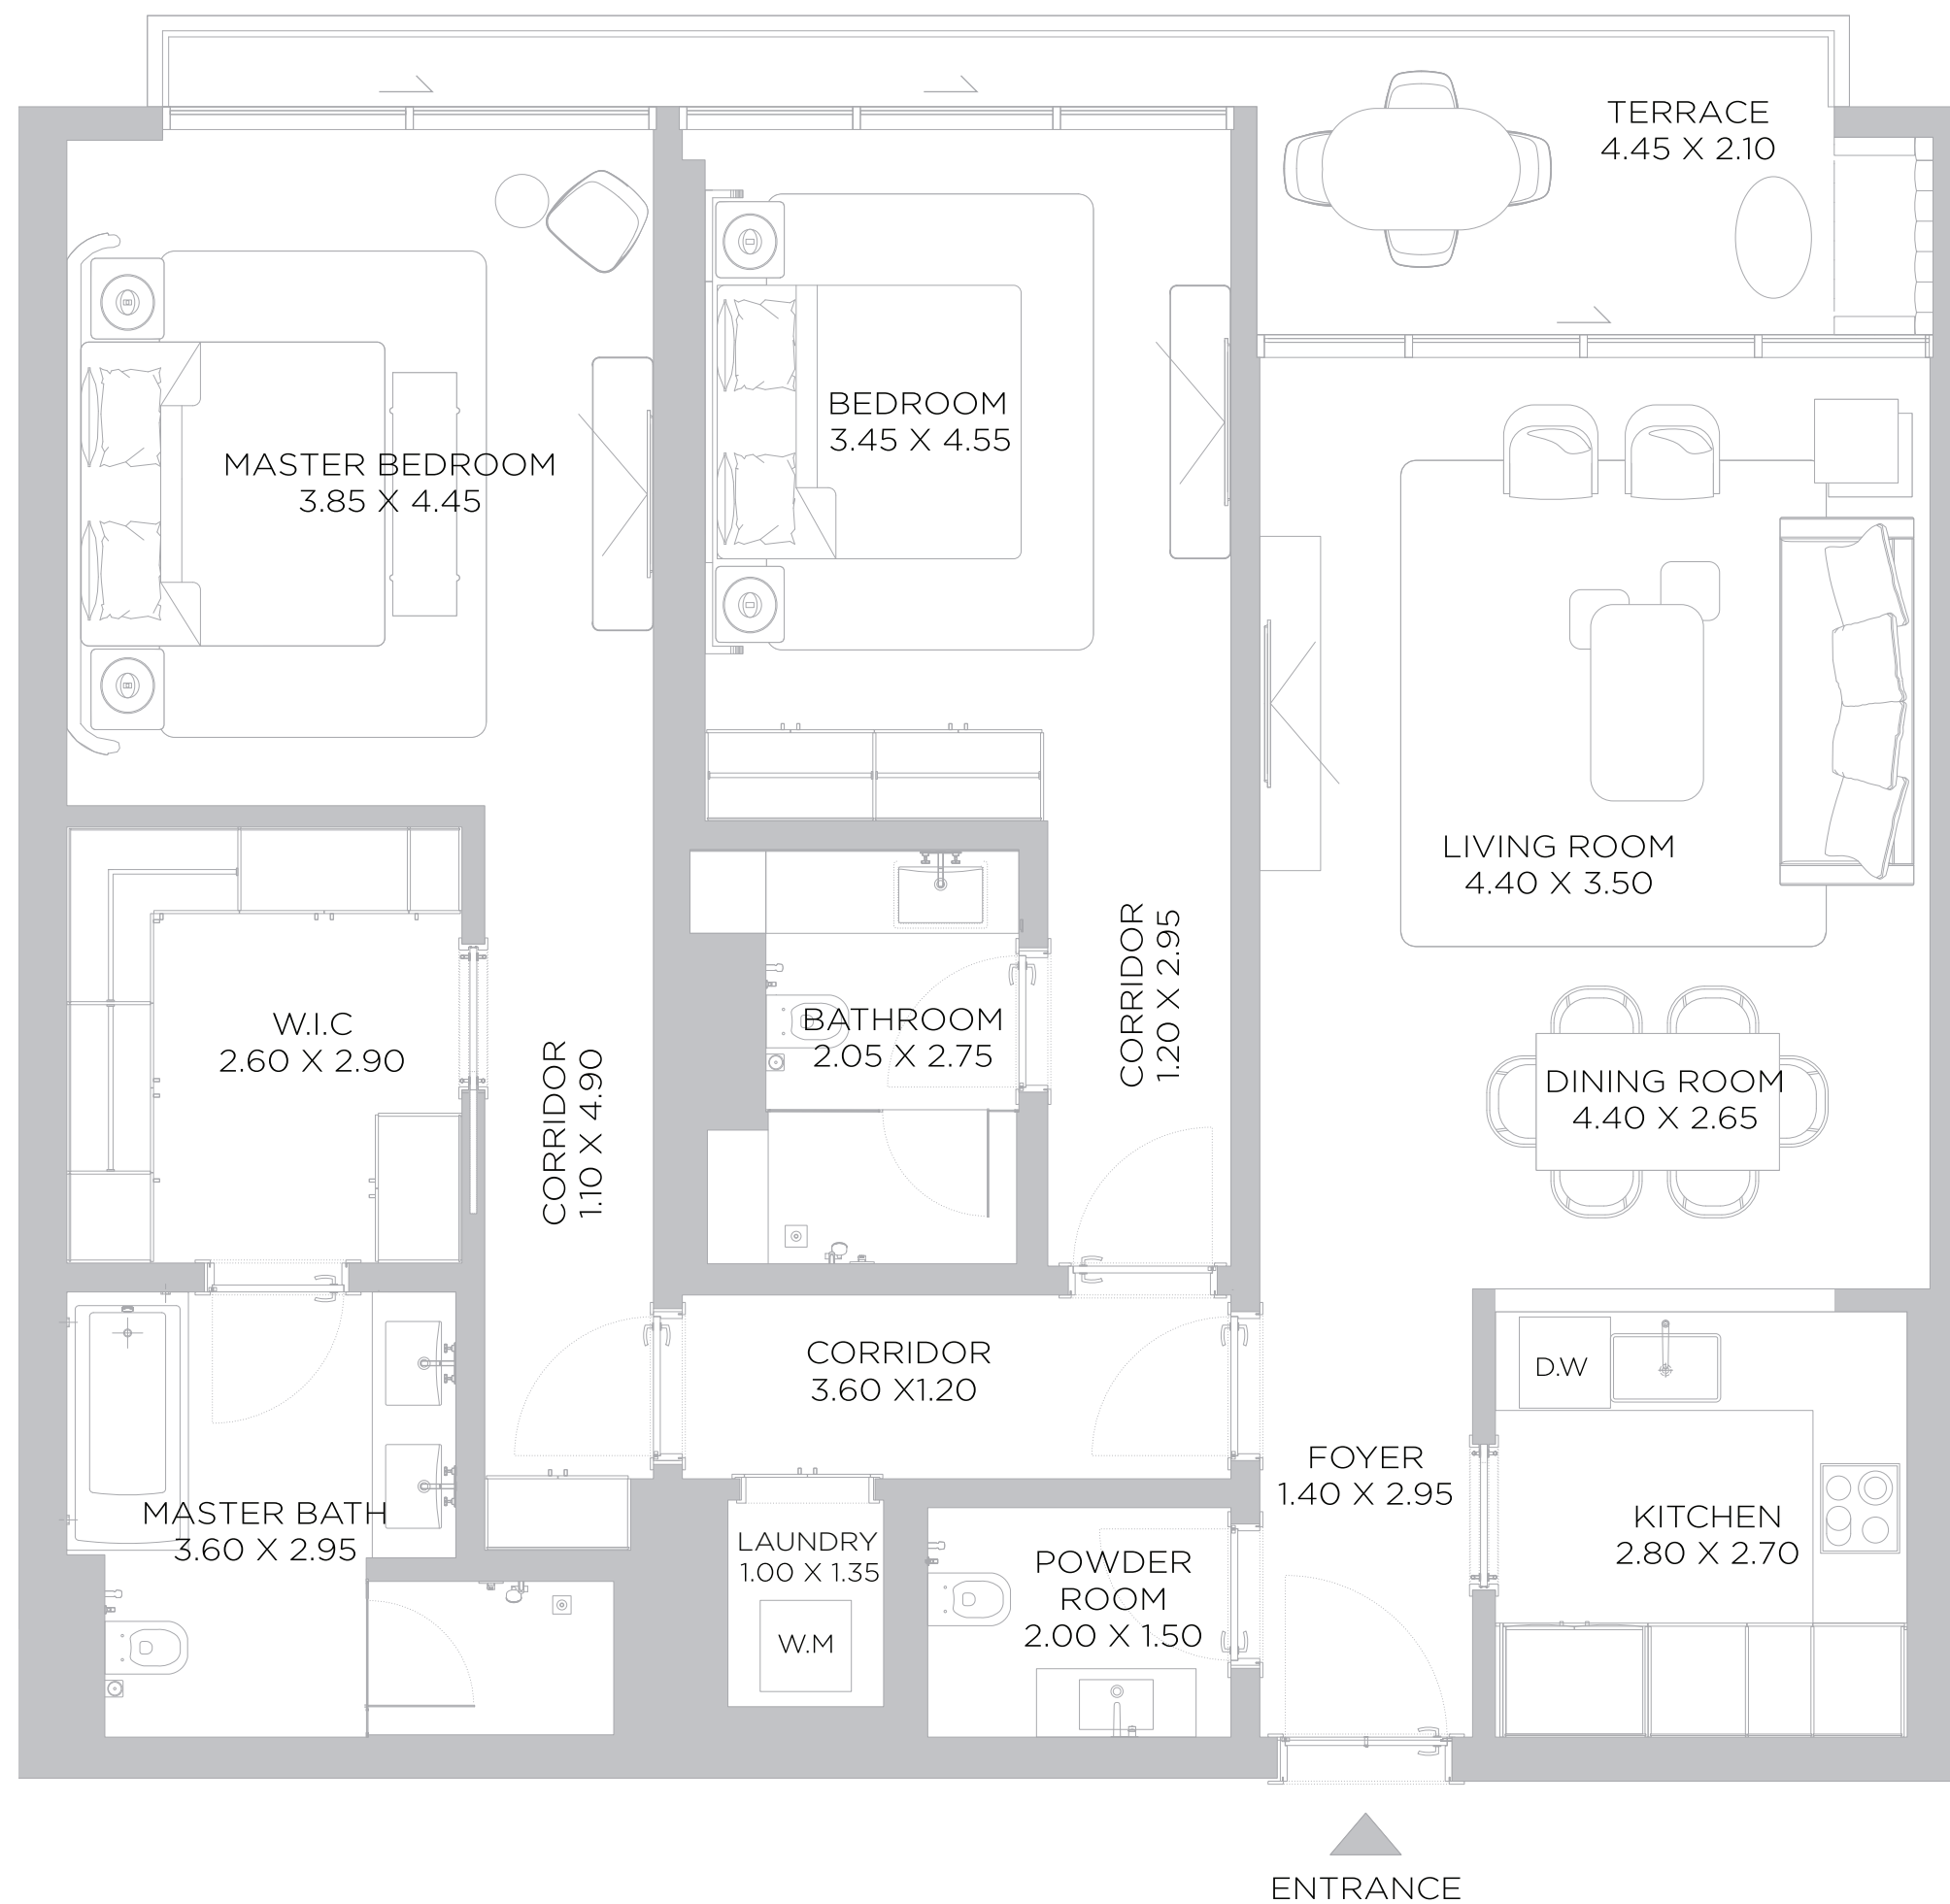 TERRACE
4.45 X 2.10
BEDROOM
3.45 X 4.55
MASTER BEDROOM
3.85 X 4.45
LIVING ROOM
4.40 X 3.50
CORRIDOR
1.20 X 2.95
W.I.C
2.60 X 2.90
BATHROOM
2.05 X 2.75
CORRIDOR
1.10 X 4.90
DINING ROOM
4.40 X 2.65
CORRIDOR
3.60 X1.20
D.W
FOYER
1.40 X 2.95
MASTER BATH
3.60 X 2.95
KITCHEN
2.80 X 2.70
LAUNDRY
1.00 X 1.35
POWDER
ROOM
2.00 X 1.50
W.M
ENTRANCE